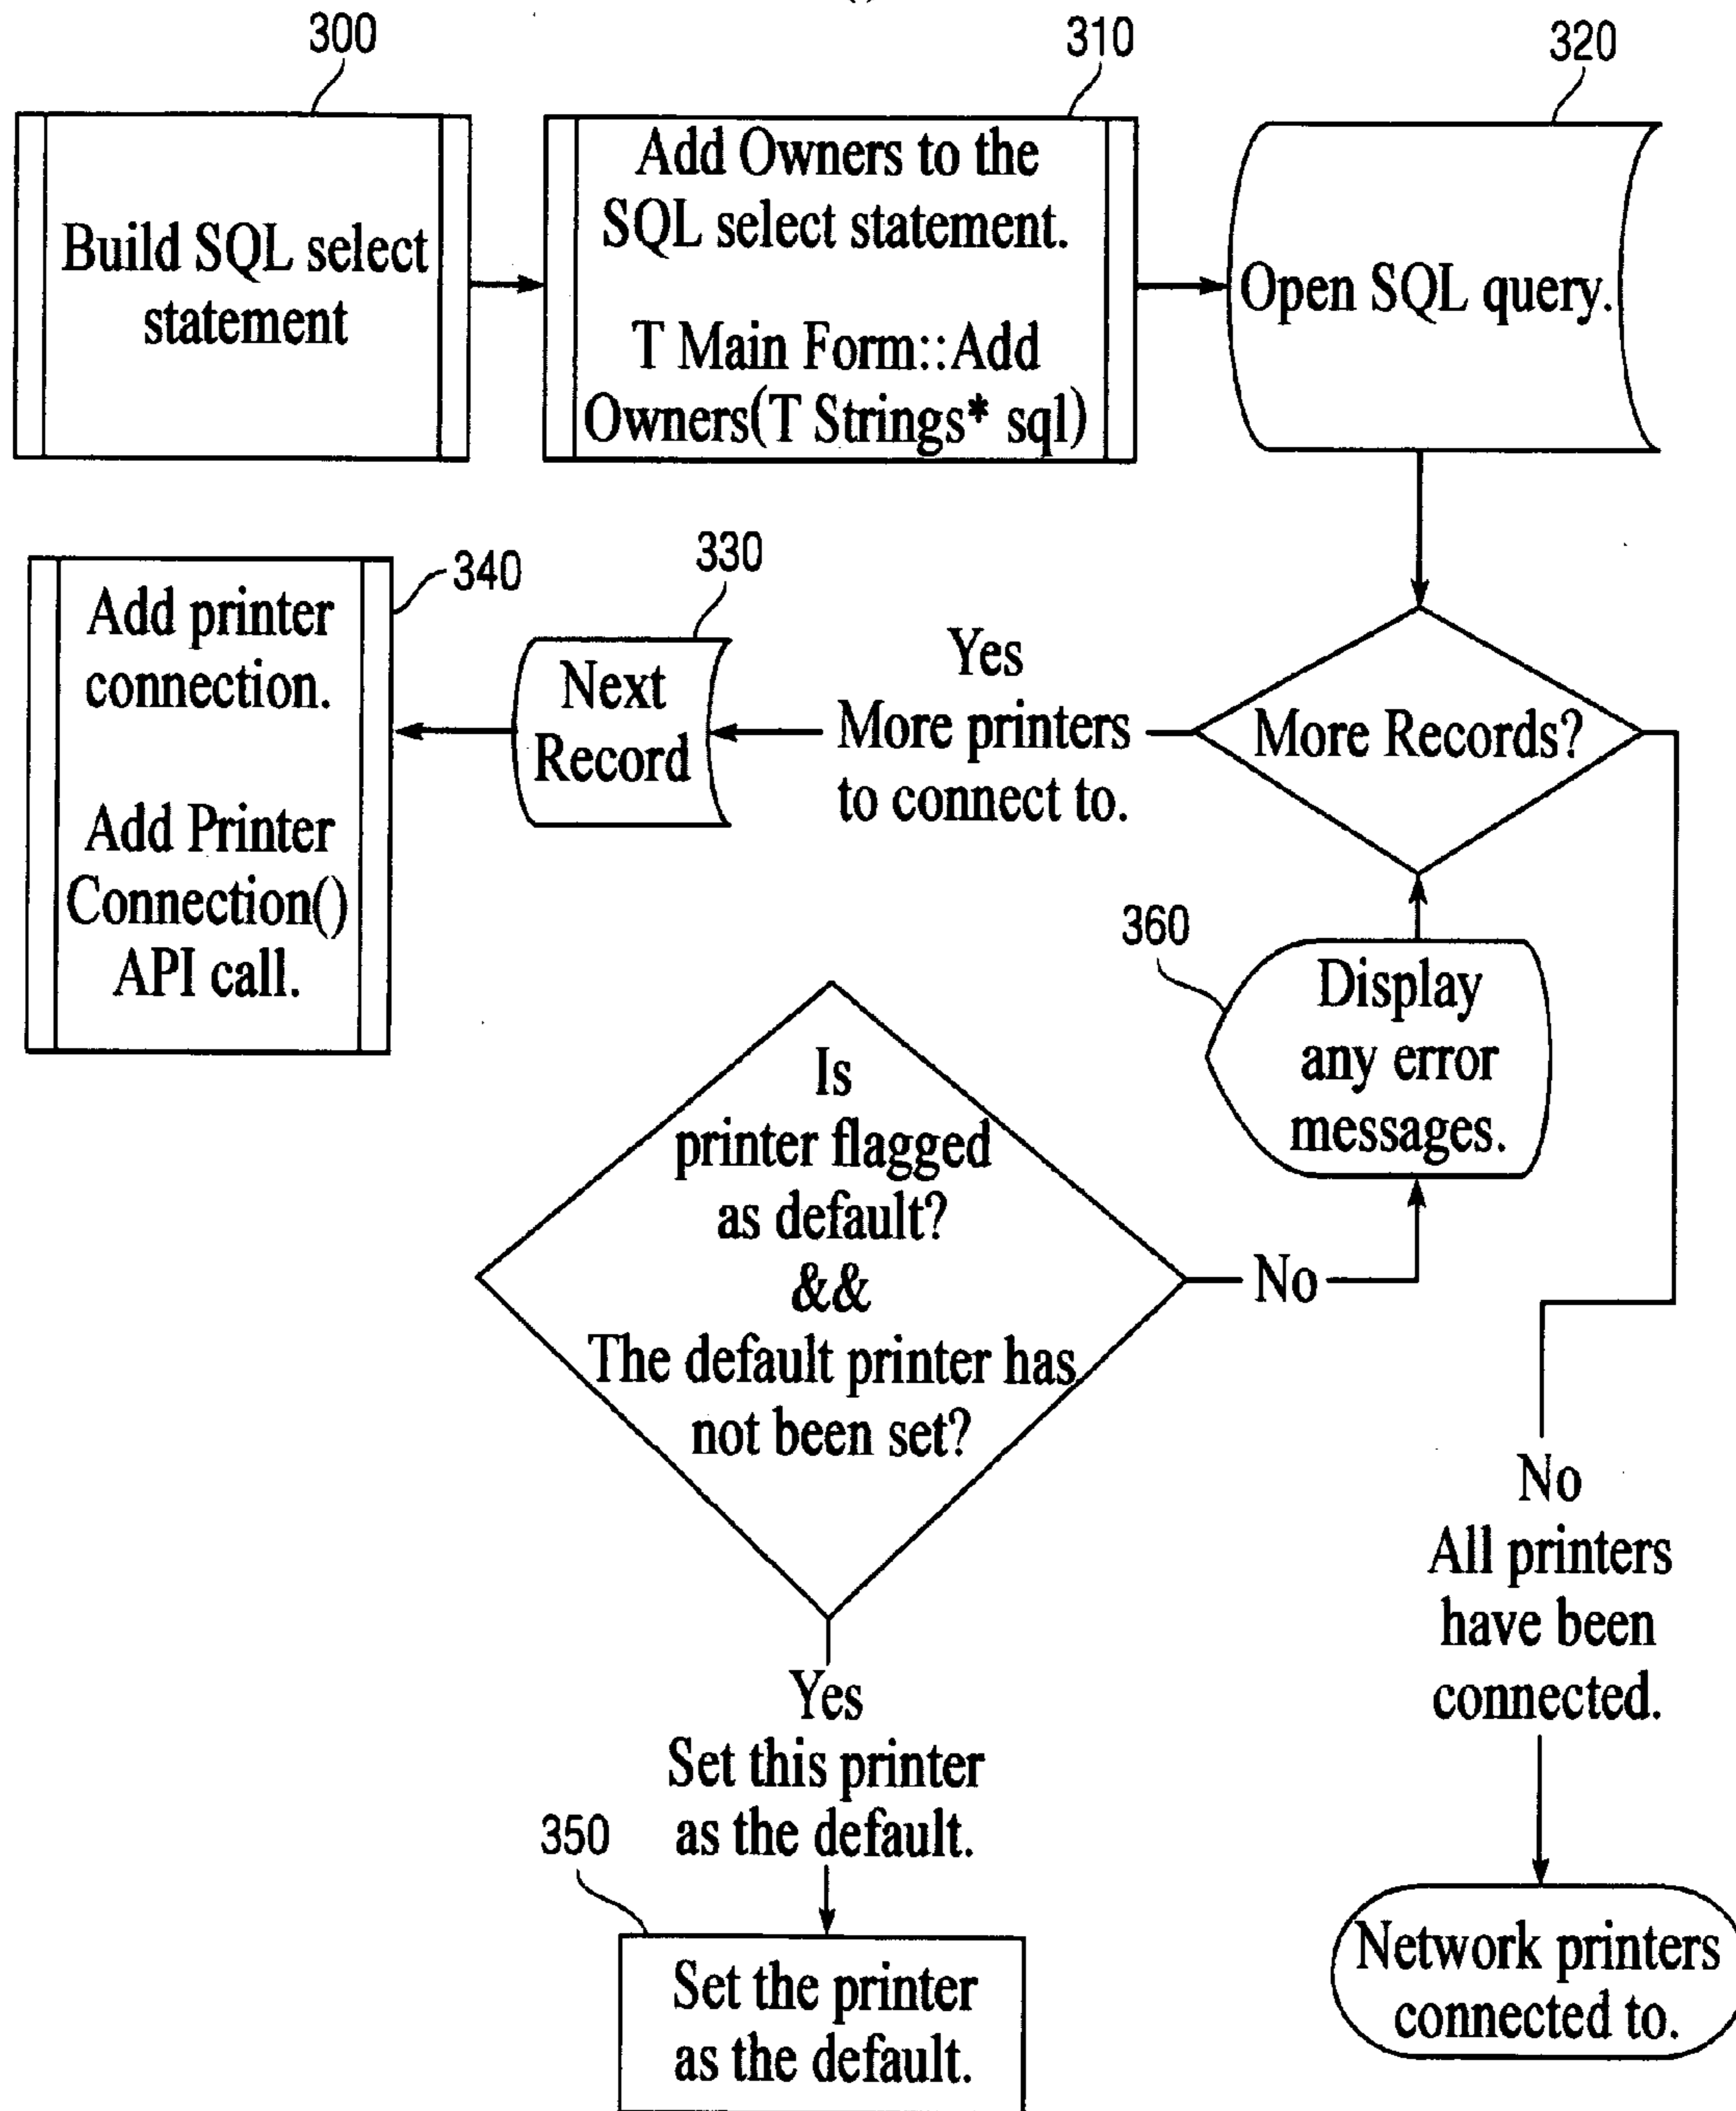 300
310
320
Build SQL select
statement
Add Owners to the
SQL select statement.
T Main Form::Add
Owners(T Strings* sql)
Open SQL query.
340
Add printer
connection.
Add Printer
Connection()
API call.
330
Next
Record
Yes
More printers
to connect to.
More Records?
360
Display
any error
messages.
Is
printer flagged
as default?
&&
The default printer has
not been set?
No
No
All printers
have been
connected.
Yes
Set this printer
as the default.
350
Set the printer
as the default.
Network printers
connected to.